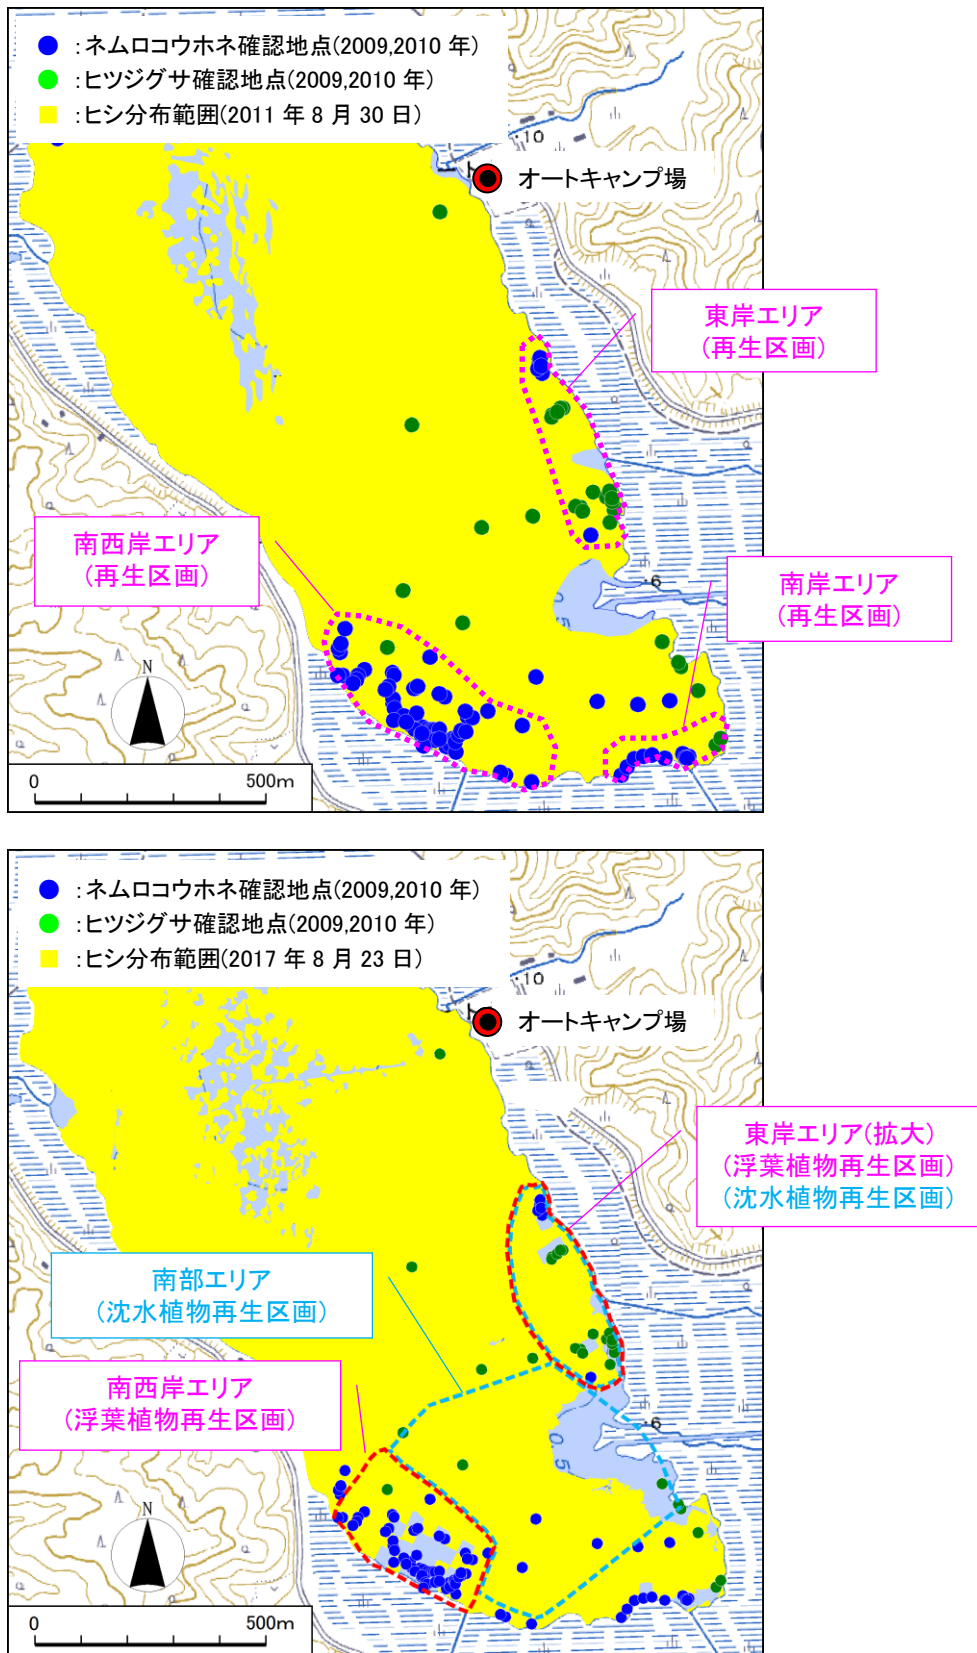 ：ネムロコウホネ確認地点(2009,2010 年)
：ヒツジグサ確認地点(2009,2010 年)
：ヒシ分布範囲(2011 年 8 月 30 日)
・10
オートキャンプ場
東岸エリア
(再生区画)
南西岸エリア
(再生区画)
・6
南岸エリア
(再生区画)
N
0 500m
：ネムロコウホネ確認地点(2009,2010 年)
：ヒツジグサ確認地点(2009,2010 年)
：ヒシ分布範囲(2017 年 8 月 23 日)
・10
オートキャンプ場
東岸エリア(拡大)
(浮葉植物再生区画)
(沈水植物再生区画)
南部エリア
(沈水植物再生区画)
南西岸エリア
(浮葉植物再生区画)
・6
0.5
N
0 500m